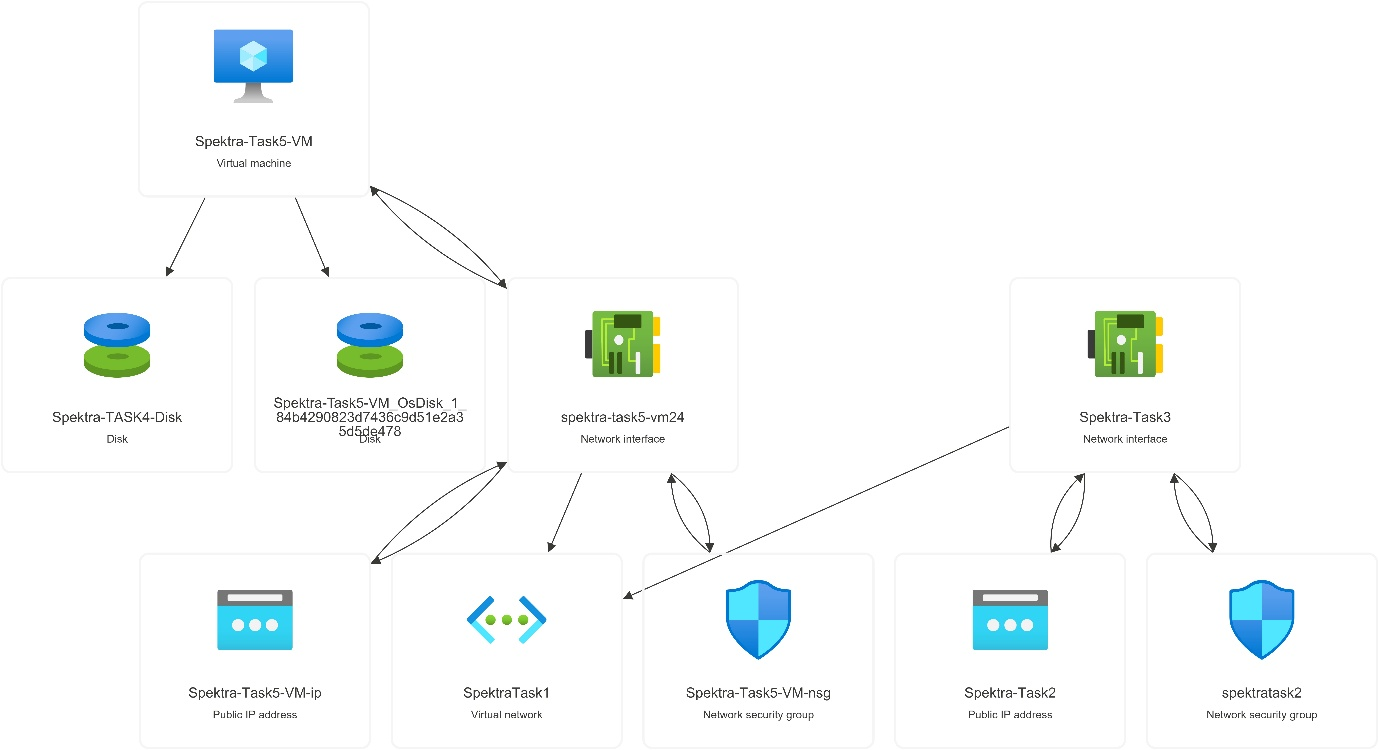 Spektra-Task5-VM
Virtual machine
Spektra-TASK4-Disk
Disk
Spektra-Task5-VM_OsDisk_1_
84b4290823d7436c9d51e2a3
5d5de478
Disk
spektra-task5-vm24
Network interface
Spektra-Task3
Network interface
Spektra-Task5-VM-ip
Public IP address
SpektraTask1
Virtual network
Spektra-Task5-VM-nsg
Network security group
Spektra-Task2
Public IP address
spektratask2
Network security group